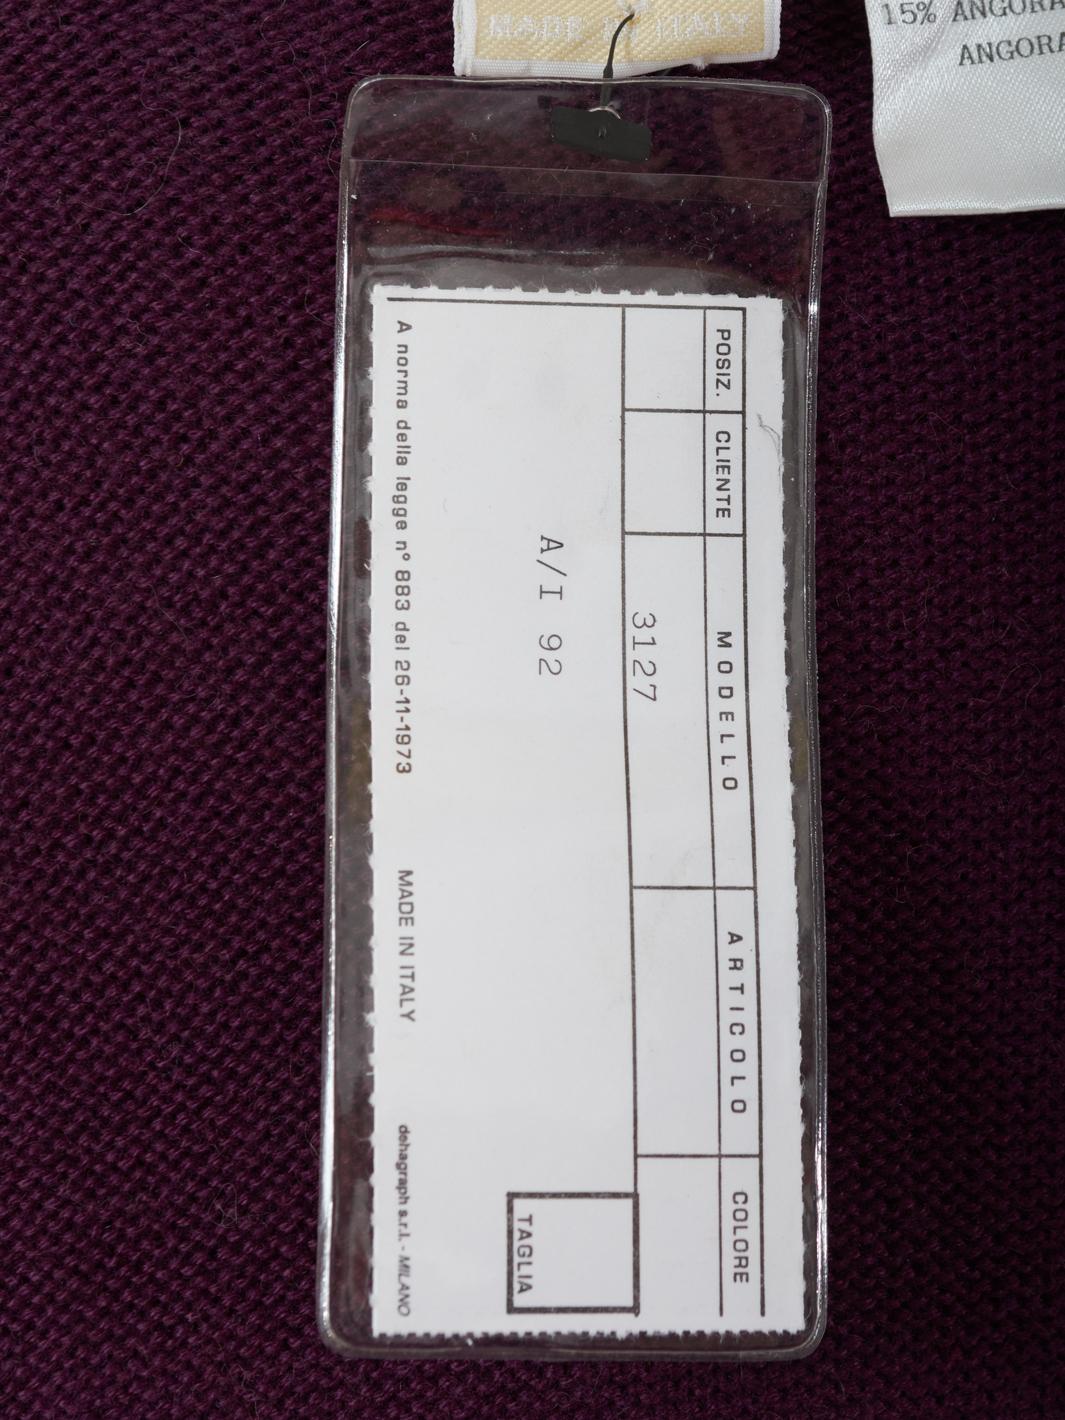 MADE IN ITALY
15% ANGORA
ANGORA
POSIZ. CLIENTE MODELLO ARTICOLO COLORE
3127
A/I 92
TAGLIA
A norma della legge n° 883 del 26-11-1973 MADE IN ITALY dehagraph s.r.l. - MILANO